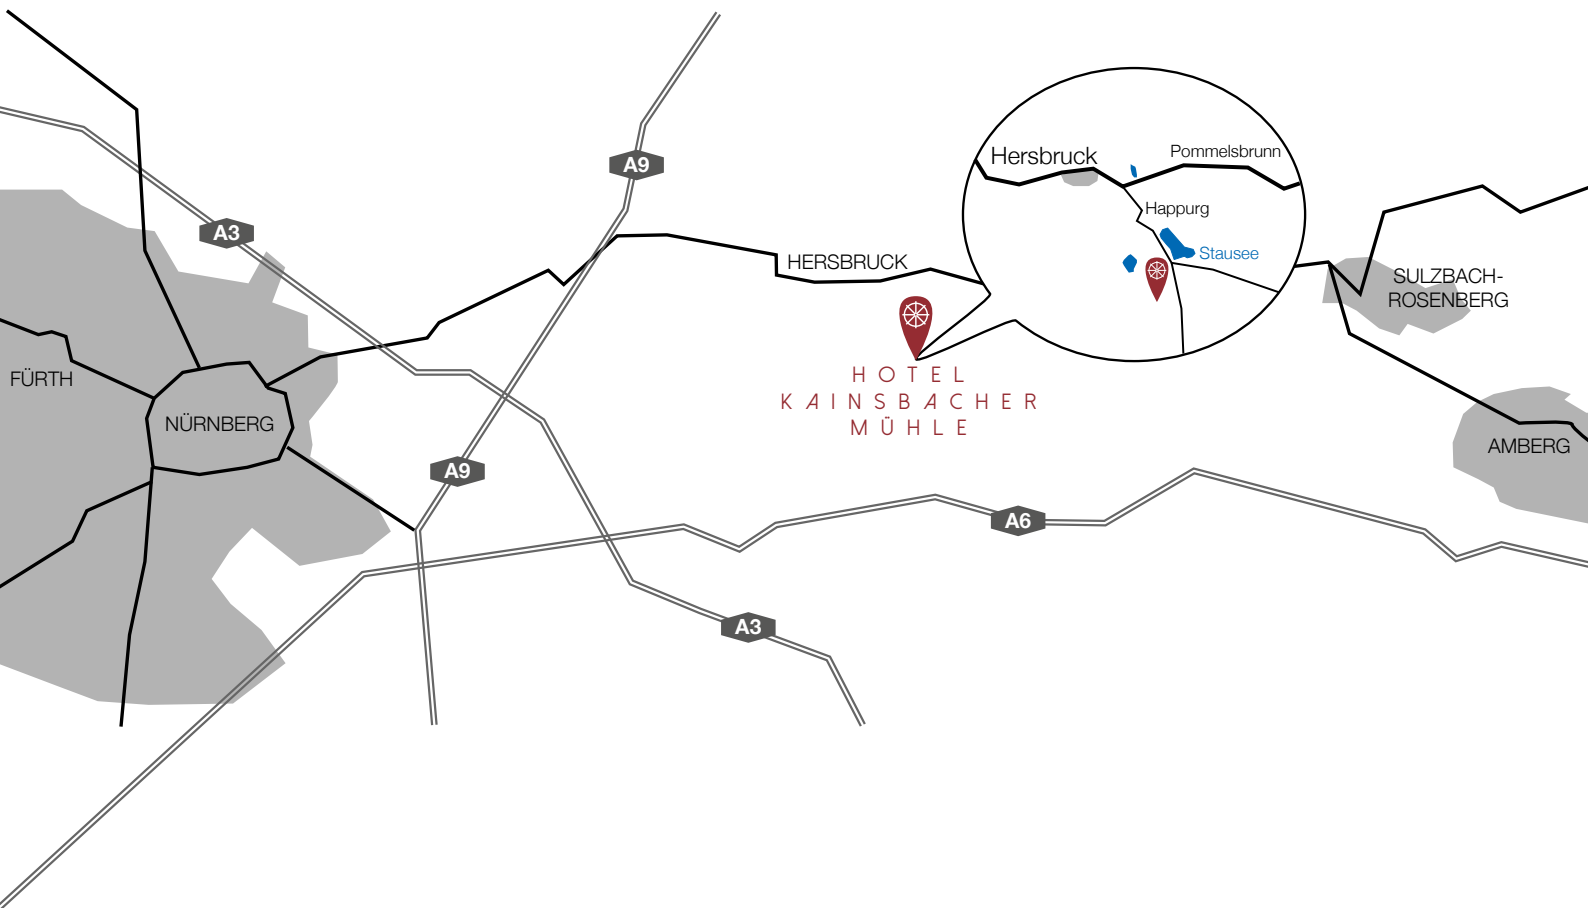 A9
Hersbruck
Pommelsbrunn
Happurg
A3
Stausee
HERSBRUCK
SULZBACH-
ROSENBERG
FÜRTH
HOTEL
KAINSBACHER
MÜHLE
NÜRNBERG
AMBERG
A9
A6
A3